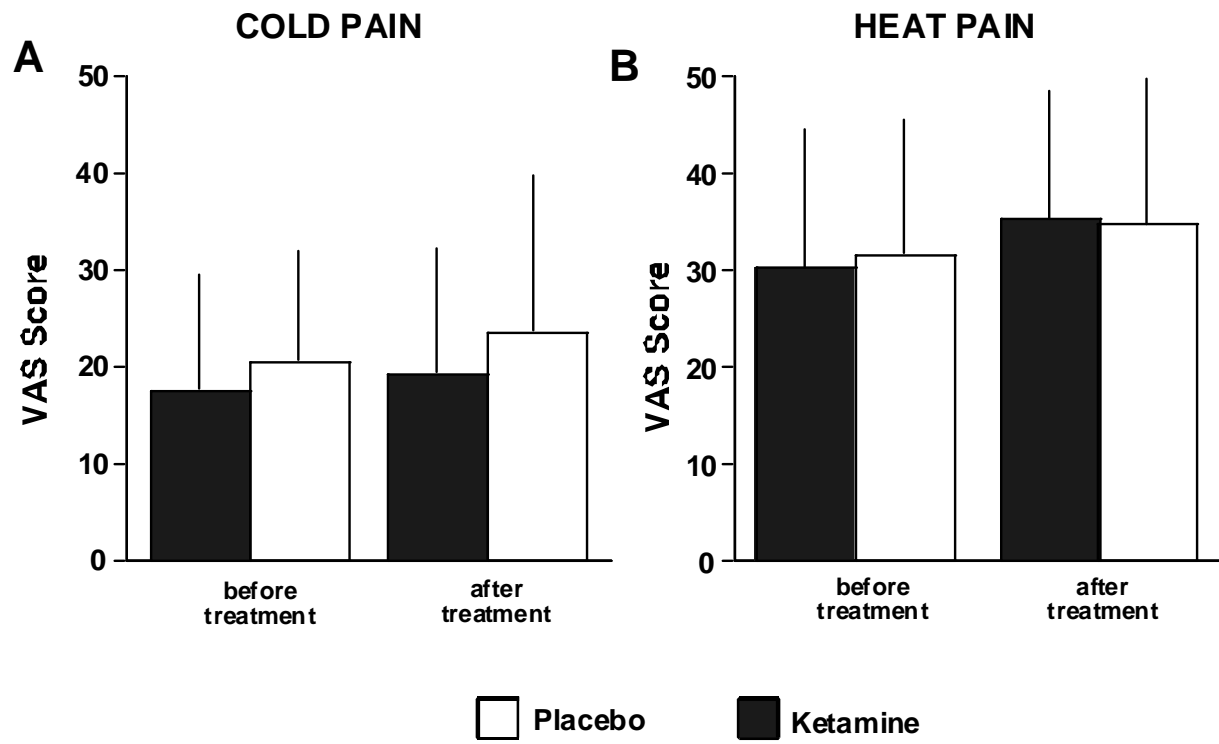 COLD PAIN
HEAT PAIN
A
B
50
40
30
20
10
0
VAS Score
before
treatment
after
treatment
50
40
30
20
10
0
VAS Score
before
treatment
after
treatment
Placebo
Ketamine